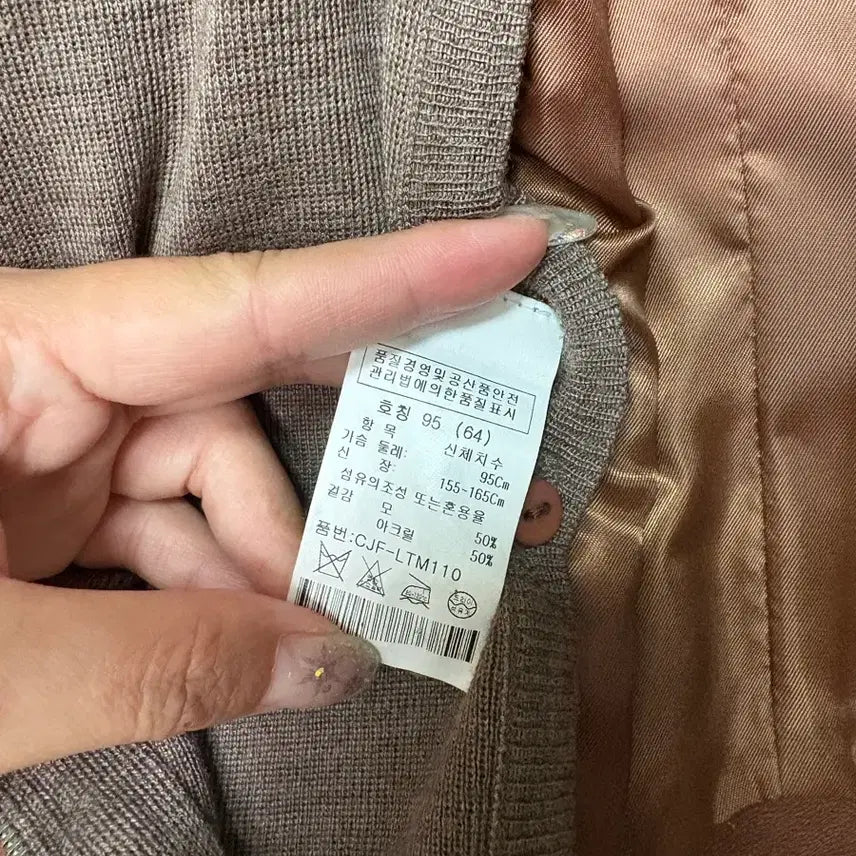 품질경영및공산품안전
관리법에의한품질표시
호칭 95 (64)
항 목 신체치수
가슴 둘레: 95Cm
신 장: 155-165Cm
섬유의조성 또는혼용율
겉감 모 50%
아크릴 50%
품번:CJF-LTM110